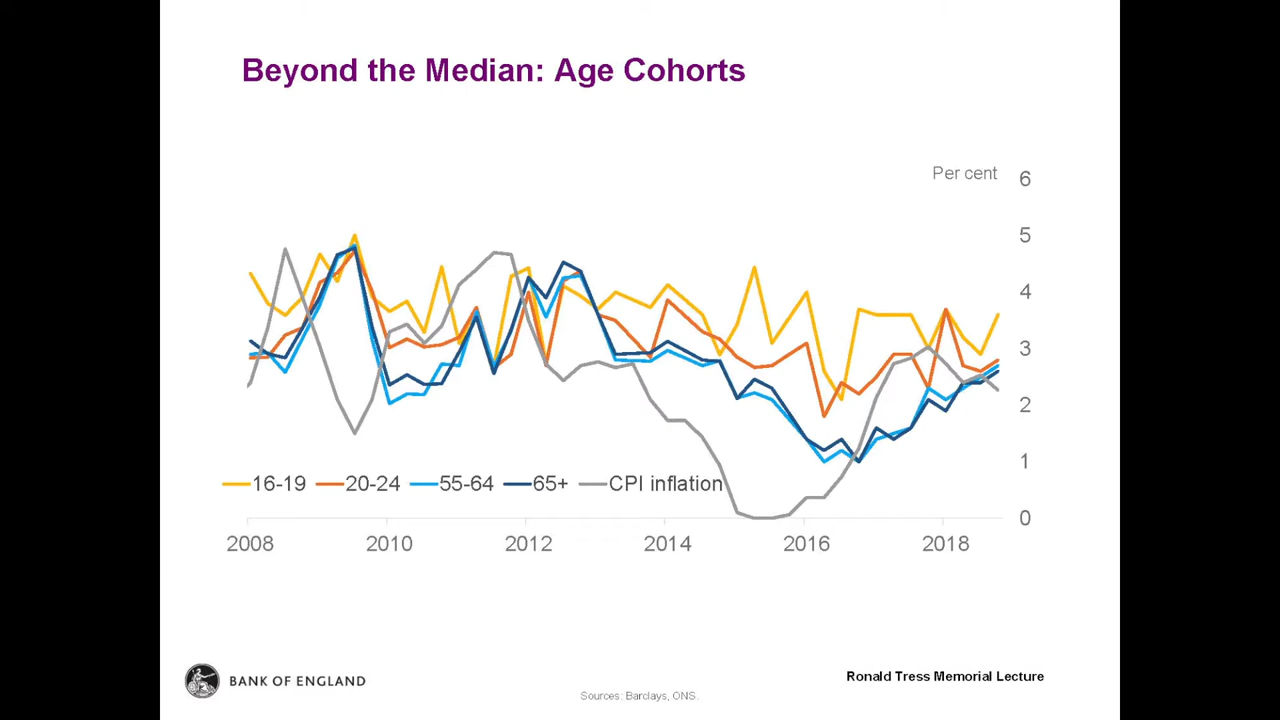 Beyond the Median: Age Cohorts
Per cent
6
5
4
3
2
1
0
16-19 20-24 55-64 65+ CPI inflation
2008 2010 2012 2014 2016 2018
BANK OF ENGLAND
Ronald Tress Memorial Lecture
Sources: Barclays, ONS.